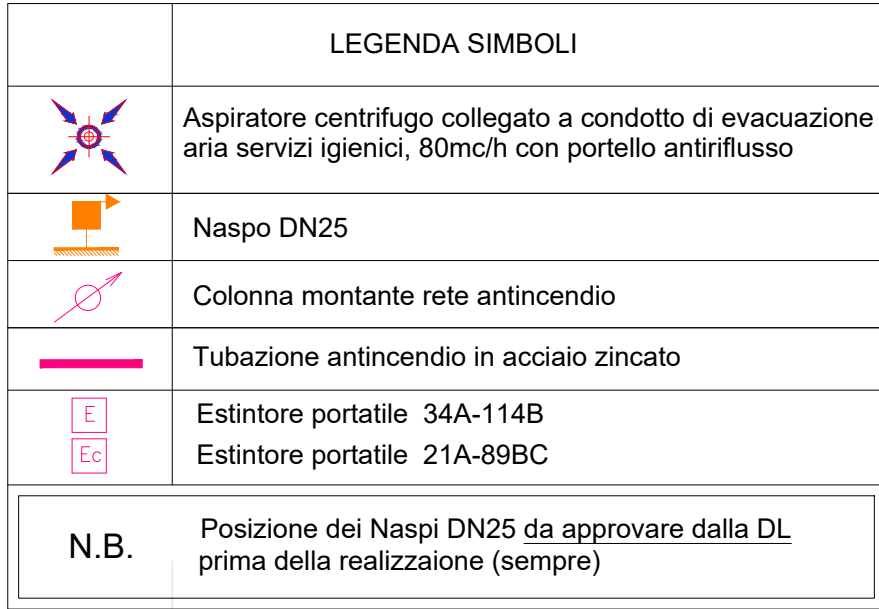 LEGENDA SIMBOLI
Aspiratore centrifugo collegato a condotto di evacuazione
aria servizi igienici, 80mc/h con portello antiriflusso
Naspo DN25
Colonna montante rete antincendio
Tubazione antincendio in acciaio zincato
E Estintore portatile 34A-114B
Ec Estintore portatile 21A-89BC
N.B. Posizione dei Naspi DN25 da approvare dalla DL
prima della realizzaione (sempre)